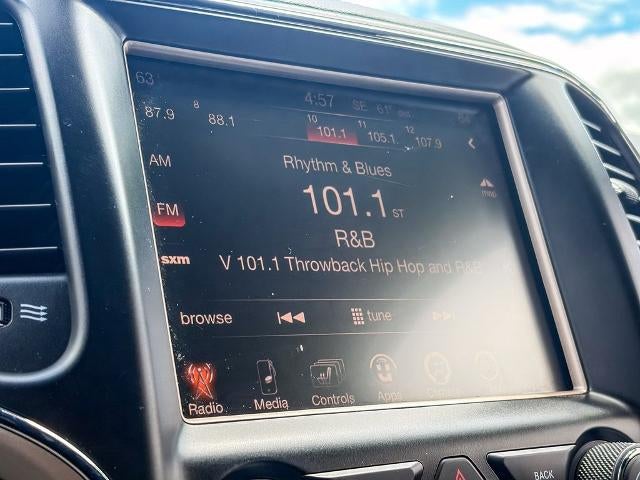 63 4:57 SE 61°
87.9 8 88.1 10 101.1 11 105.1 12 107.9
AM
Rhythm & Blues
map
FM
101.1 ST
R&B
sxm
V 101.1 Throwback Hip Hop and R&B
browse tune
Radio Media Controls Apps
BACK